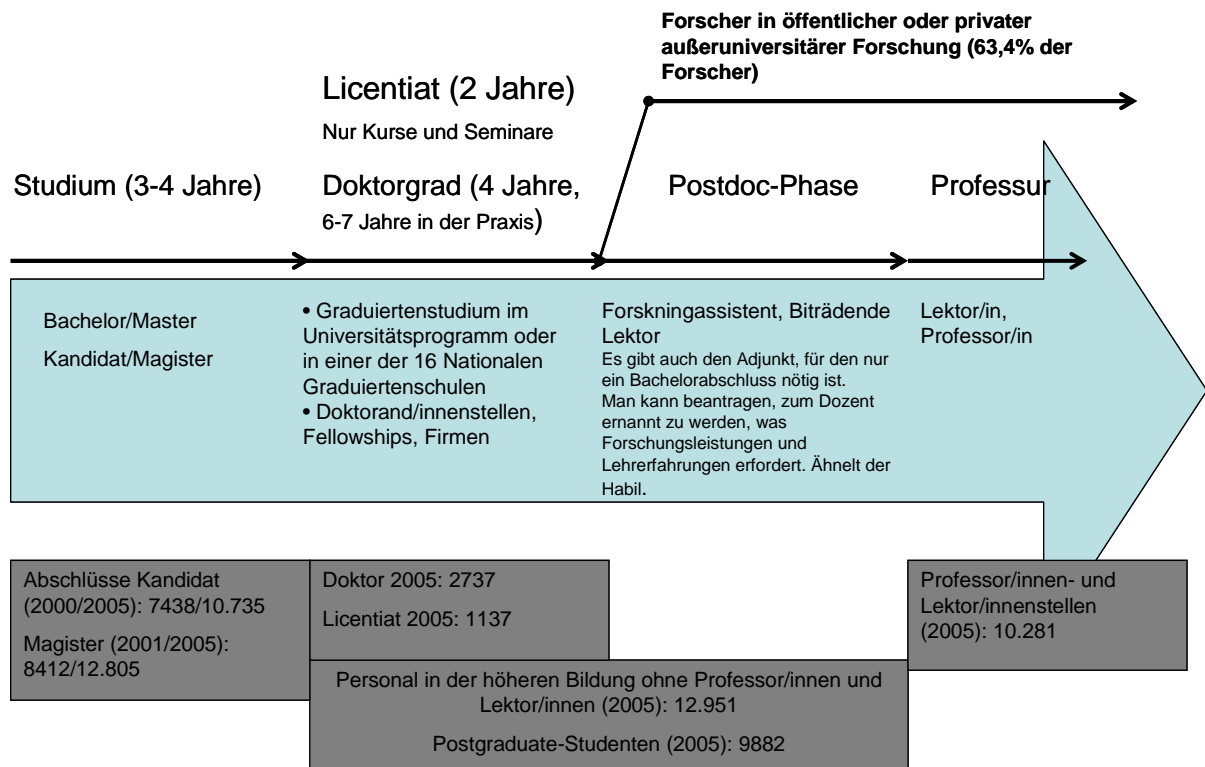 Forscher in öffentlicher oder privater
außeruniversitärer Forschung (63,4% der
Forscher)
Licentiat (2 Jahre)
Nur Kurse und Seminare
Studium (3-4 Jahre)
Doktorgrad (4 Jahre,
6-7 Jahre in der Praxis)
Postdoc-Phase
Professur
Bachelor/Master
Kandidat/Magister
• Graduiertenstudium im
Universitätsprogramm oder
in einer der 16 Nationalen
Graduiertenschulen
• Doktorand/innenstellen,
Fellowships, Firmen
Forskningassistent, Biträdende
Lektor
Es gibt auch den Adjunkt, für den nur
ein Bachelorabschluss nötig ist.
Man kann beantragen, zum Dozent
ernannt zu werden, was
Forschungsleistungen und
Lehrerfahrungen erfordert. Ähnelt der
Habil.
Lektor/in,
Professor/in
Abschlüsse Kandidat
(2000/2005): 7438/10.735
Magister (2001/2005):
8412/12.805
Doktor 2005: 2737
Licentiat 2005: 1137
Professor/innen- und
Lektor/innenstellen
(2005): 10.281
Personal in der höheren Bildung ohne Professor/innen und
Lektor/innen (2005): 12.951
Postgraduate-Studenten (2005): 9882